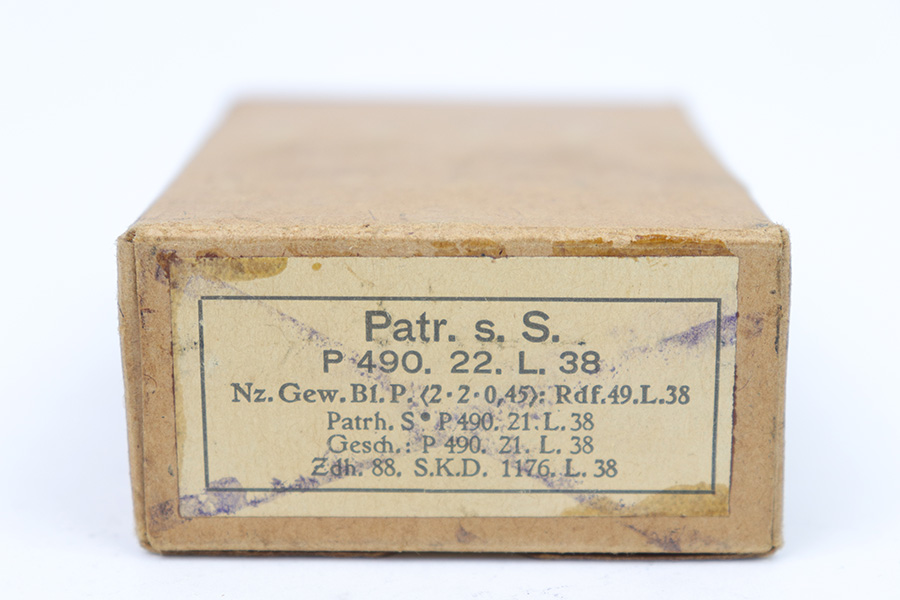 Patr. s. S.
P 490. 22. L. 38
Nz. Gew. Bl. P. (2·2·0,45): Rdf. 49. L. 38
Patrh. S* P 490. 21. L. 38
Gesch.: P 490. 21. L. 38
Zdh. 88. S.K.D. 1176. L. 38